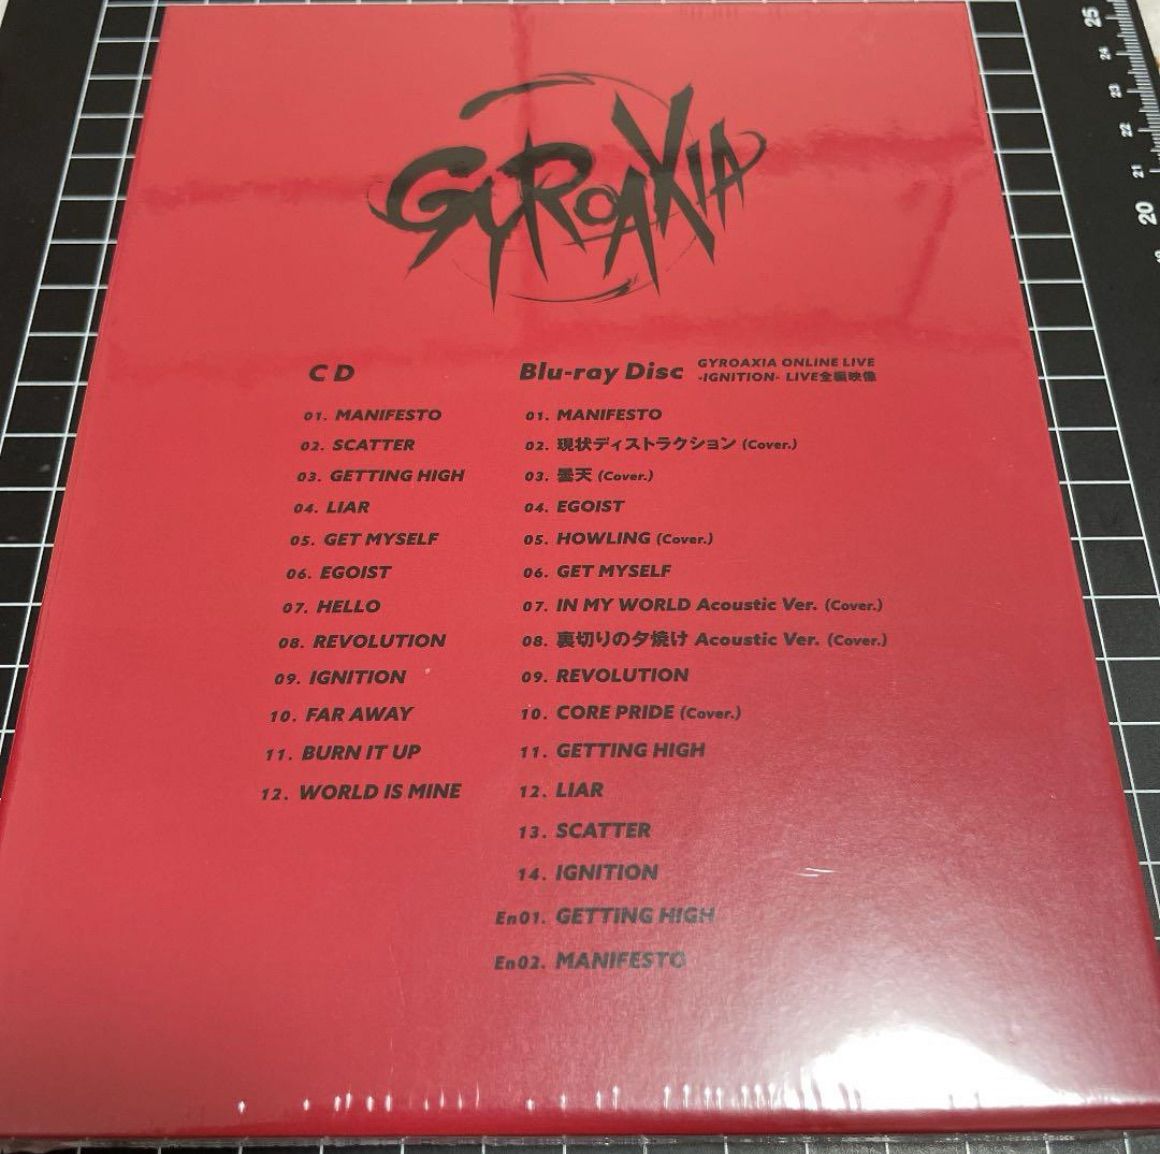 GYROAXIA
CD
01. MANIFESTO
02. SCATTER
03. GETTING HIGH
04. LIAR
05. GET MYSELF
06. EGOIST
07. HELLO
08. REVOLUTION
09. IGNITION
10. FAR AWAY
11. BURN IT UP
12. WORLD IS MINE
Blu-ray Disc
GYROAXIA ONLINE LIVE
-IGNITION- LIVE全編映像
01. MANIFESTO
02. 現状ディストラクション (Cover.)
03. 曇天 (Cover.)
04. EGOIST
05. HOWLING (Cover.)
06. GET MYSELF
07. IN MY WORLD Acoustic Ver. (Cover.)
08. 裏切りの夕焼け Acoustic Ver. (Cover.)
09. REVOLUTION
10. CORE PRIDE (Cover.)
11. GETTING HIGH
12. LIAR
13. SCATTER
14. IGNITION
En01. GETTING HIGH
En02. MANIFESTO
25
24
23
22
21
20